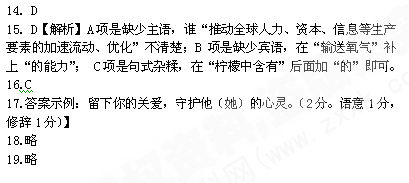 14. D
15. D【解析】A项是缺少主语，谁“推动全球人力、资本、信息等生产
要素的加速流动、优化”不清楚；B 项是缺少宾语，在“输送氧气”补
上“的能力”； C项是句式杂糅，在“柠檬中含有”后面加“的”即可。
16.C
17.答案示例：留下你的关爱，守护他（她）的心灵。（2分。语意 1分，
修辞 1分）】
18.略
19.略